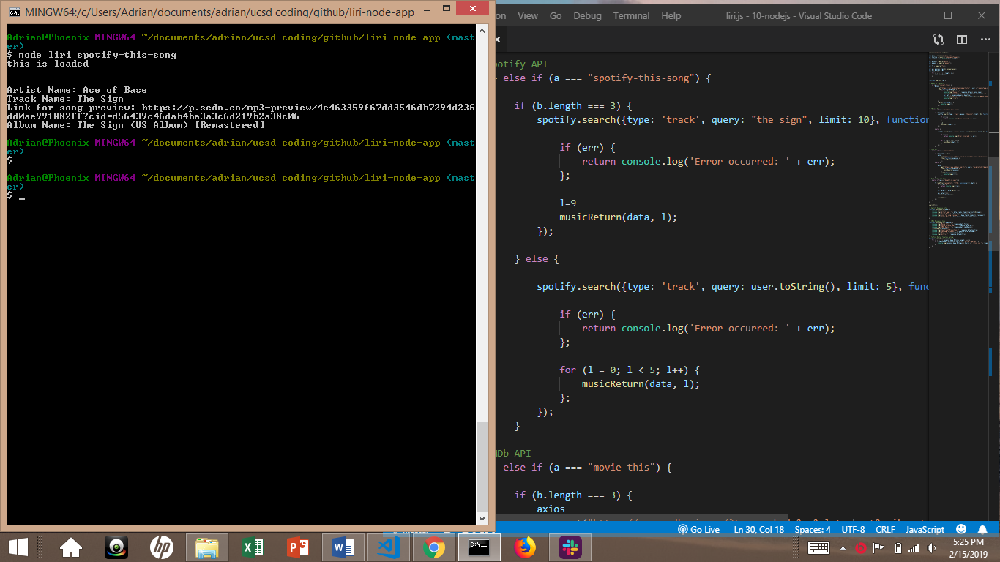 MINGW64:/c/Users/Adrian/documents/adrian/ucsd coding/github/liri-node-app
Adrian@Phoenix MINGW64 ~/documents/adrian/ucsd coding/github/liri-node-app (mast
er)
$ node liri spotify-this-song
this is loaded
Artist Name: Ace of Base
Track Name: The Sign
Link for song preview: https://p.scdn.co/mp3-preview/4c463359f67dd3546db7294d236
dd0ae991882ff?cid=d56439c46dab4ba3a3c6d219b2a38c06
Album Name: The Sign (US Album) [Remastered]
Adrian@Phoenix MINGW64 ~/documents/adrian/ucsd coding/github/liri-node-app (mast
er)
$
Adrian@Phoenix MINGW64 ~/documents/adrian/ucsd coding/github/liri-node-app (mast
er)
$ _
on View Go Debug Terminal Help liri.js - 10-nodejs - Visual Studio Code
otify API
else if (a === "spotify-this-song") {
if (b.length === 3) {
spotify.search({type: 'track', query: "the sign", limit: 10}, function
if (err) {
return console.log('Error occurred: ' + err);
};
l=9
musicReturn(data, l);
});
} else {
spotify.search({type: 'track', query: user.toString(), limit: 5}, func
if (err) {
return console.log('Error occurred: ' + err);
};
for (l = 0; l < 5; l++) {
musicReturn(data, l);
};
});
}
MDb API
else if (a === "movie-this") {
if (b.length === 3) {
axios
Go Live Ln 30, Col 18 Spaces: 4 UTF-8 CRLF JavaScript
5:25 PM
2/15/2019